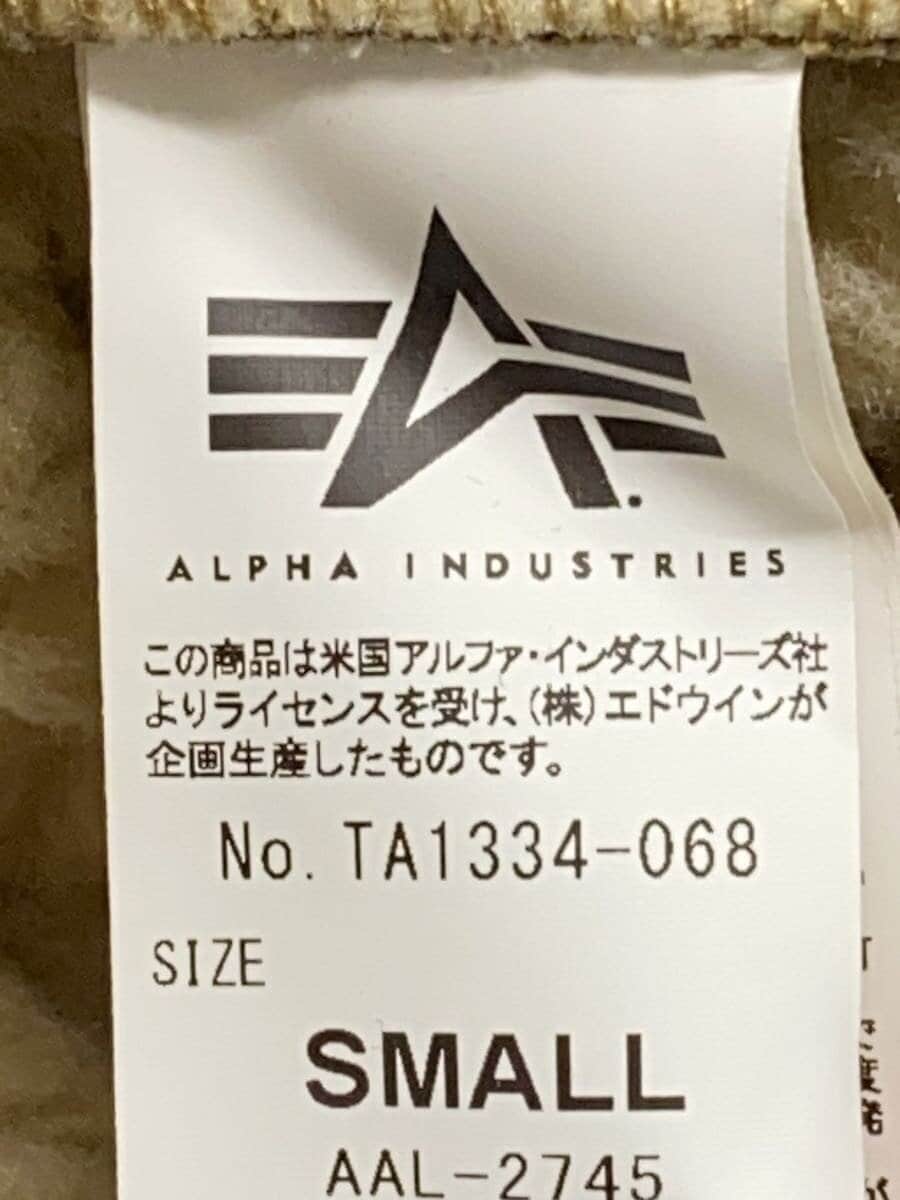 ALPHA INDUSTRIES
この商品は米国アルファ・インダストリーズ社
よりライセンスを受け、(株)エドウインが
企画生産したものです。
No. TA1334-068
SIZE
SMALL
AAL-2745